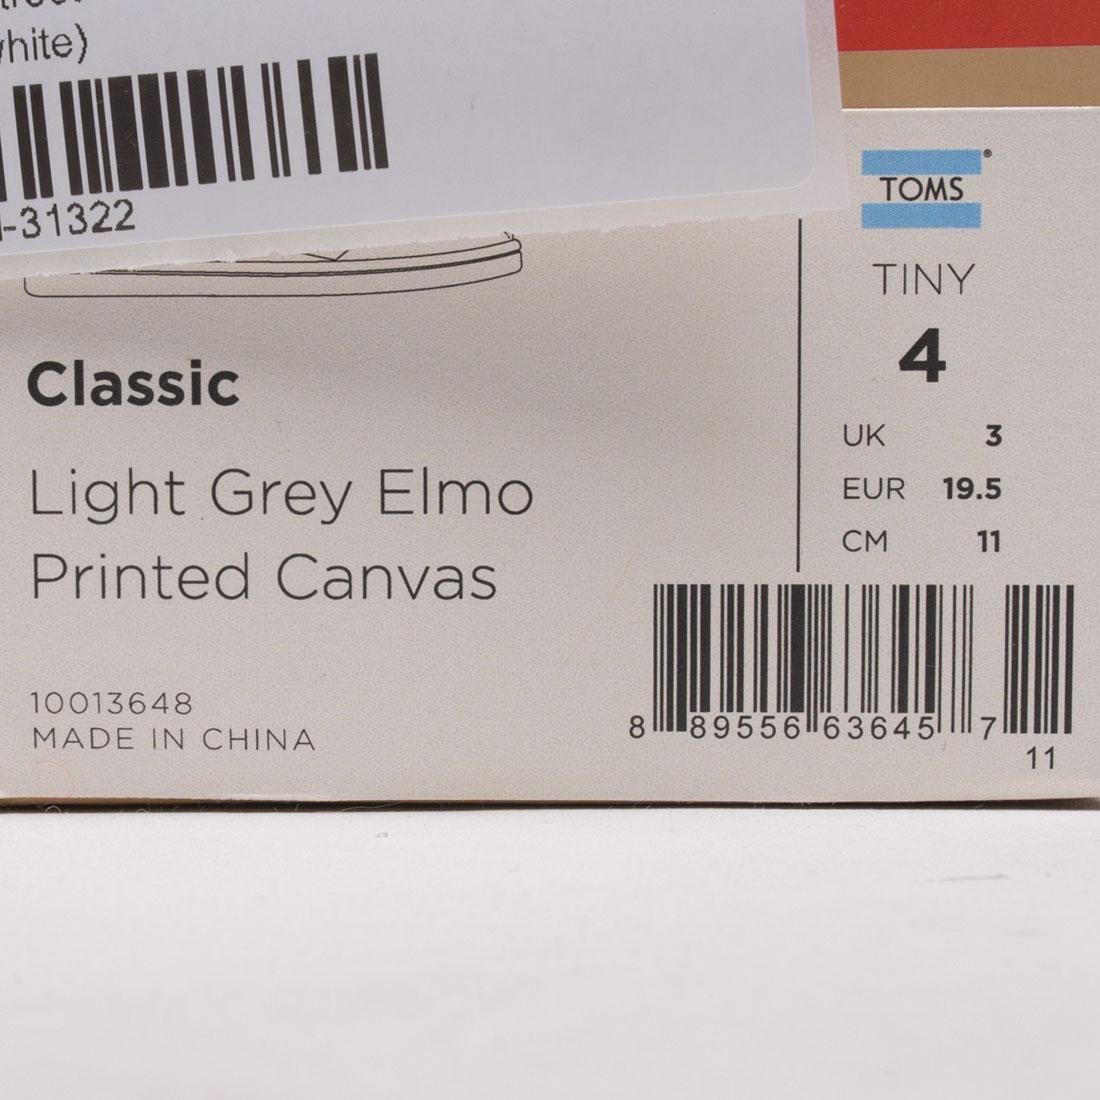 white)
-31322
TOMS®
TINY
4
UK 3
EUR 19.5
CM 11
Classic
Light Grey Elmo
Printed Canvas
10013648
MADE IN CHINA
8 89556 63645 7
11